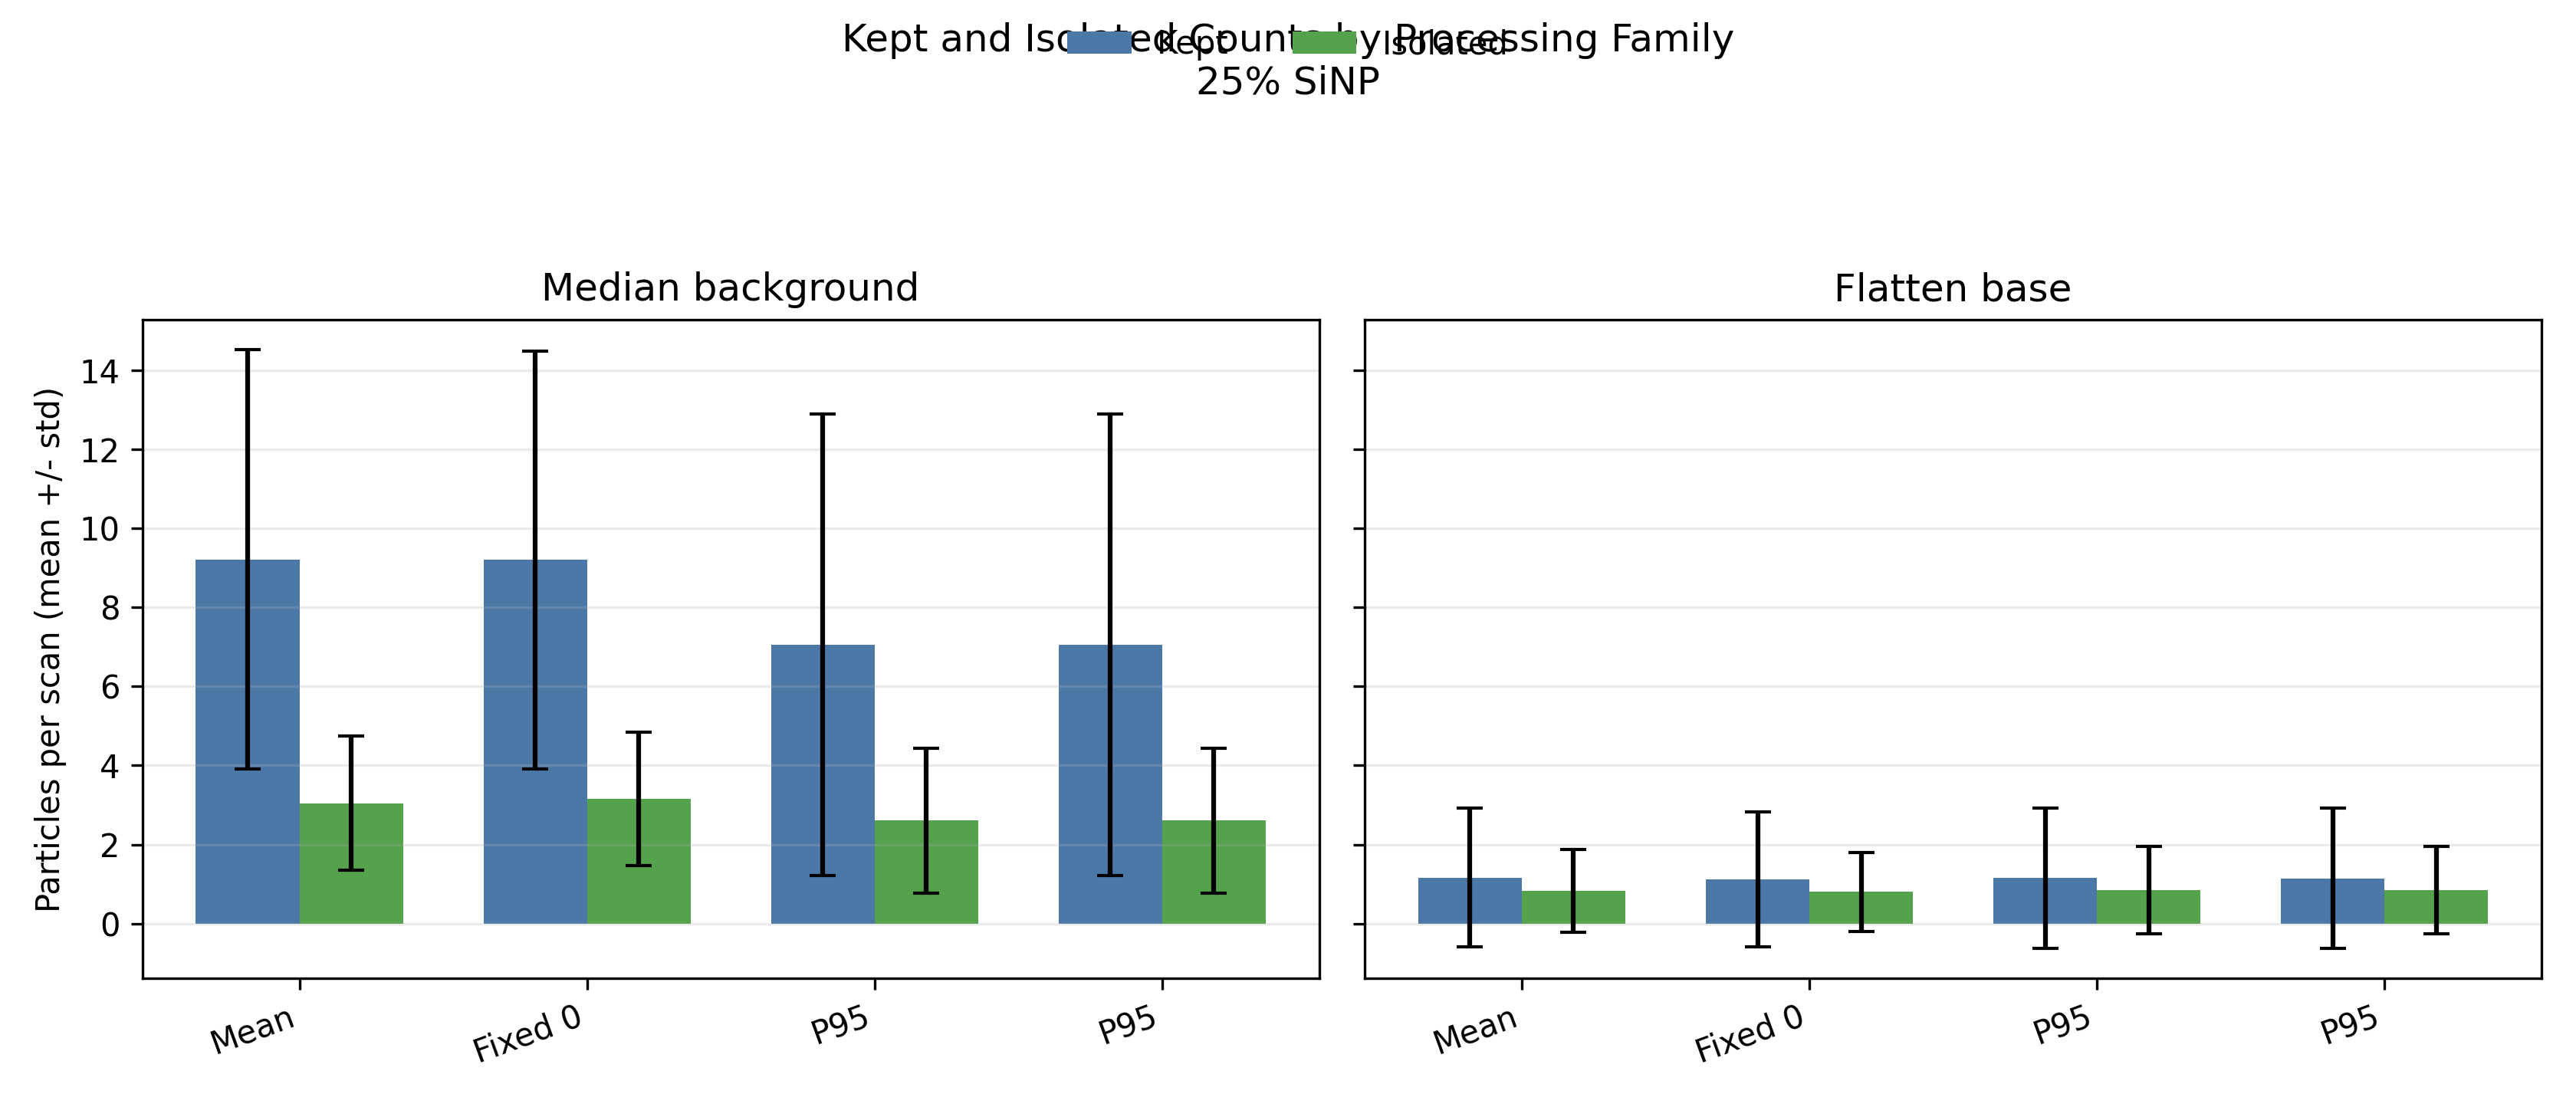 Kept and Isolated Counts by Processing Family
Kept Isolated
25% SiNP
Median background
Flatten base
Particles per scan (mean +/- std)
14
12
10
8
6
4
2
0
Mean Fixed 0 P95 P95
Mean Fixed 0 P95 P95